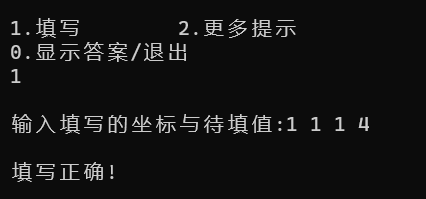 1.填写 2.更多提示
0.显示答案/退出
1
输入填写的坐标与待填值:1 1 1 4
填写正确!